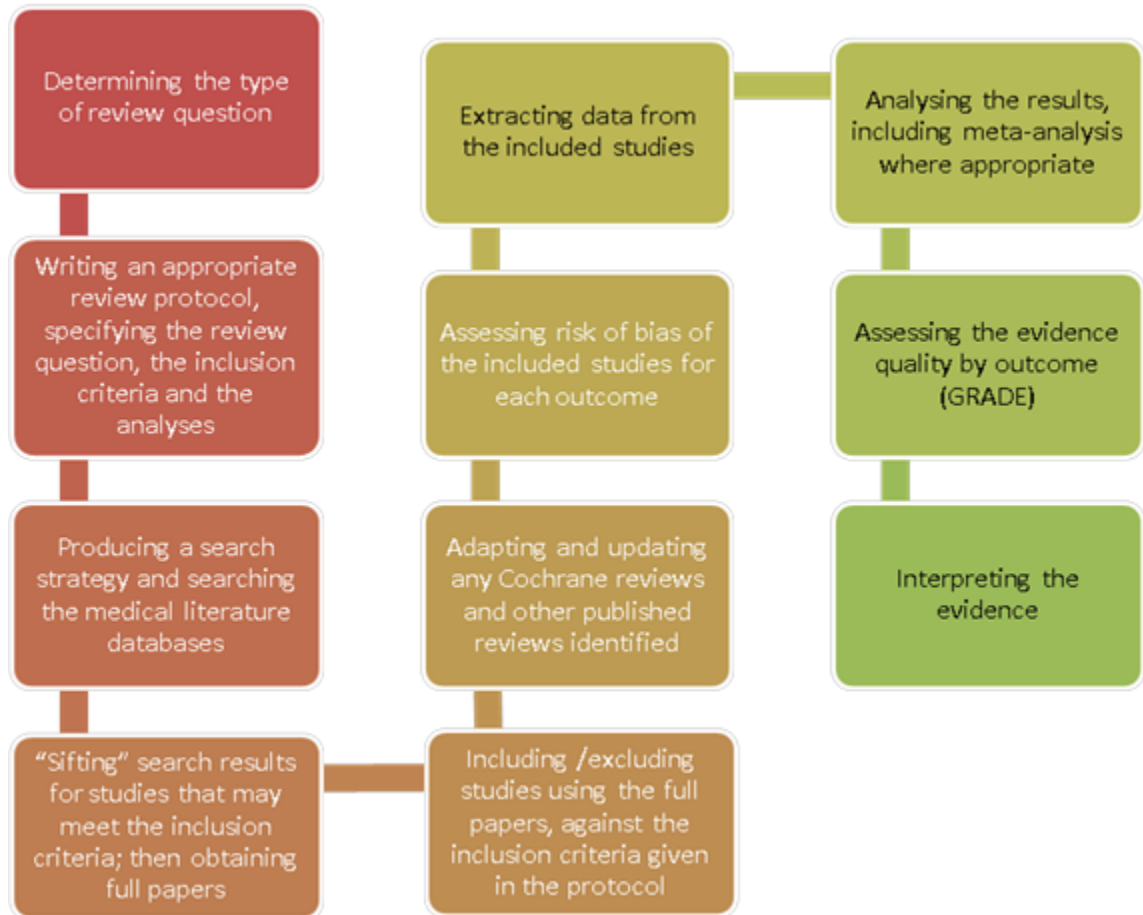 Determining the type
of review question
Writing an appropriate
review protocol,
specifying the review
question, the inclusion
criteria and the
analyses
Producing a search
strategy and searching
the medical literature
databases
“Sifting” search results
for studies that may
meet the inclusion
criteria; then obtaining
full papers
Including /excluding
studies using the full
papers, against the
inclusion criteria given
in the protocol
Adapting and updating
any Cochrane reviews
and other published
reviews identified
Assessing risk of bias of
the included studies for
each outcome
Extracting data from
the included studies
Analysing the results,
including meta-analysis
where appropriate
Assessing the evidence
quality by outcome
(GRADE)
Interpreting the
evidence